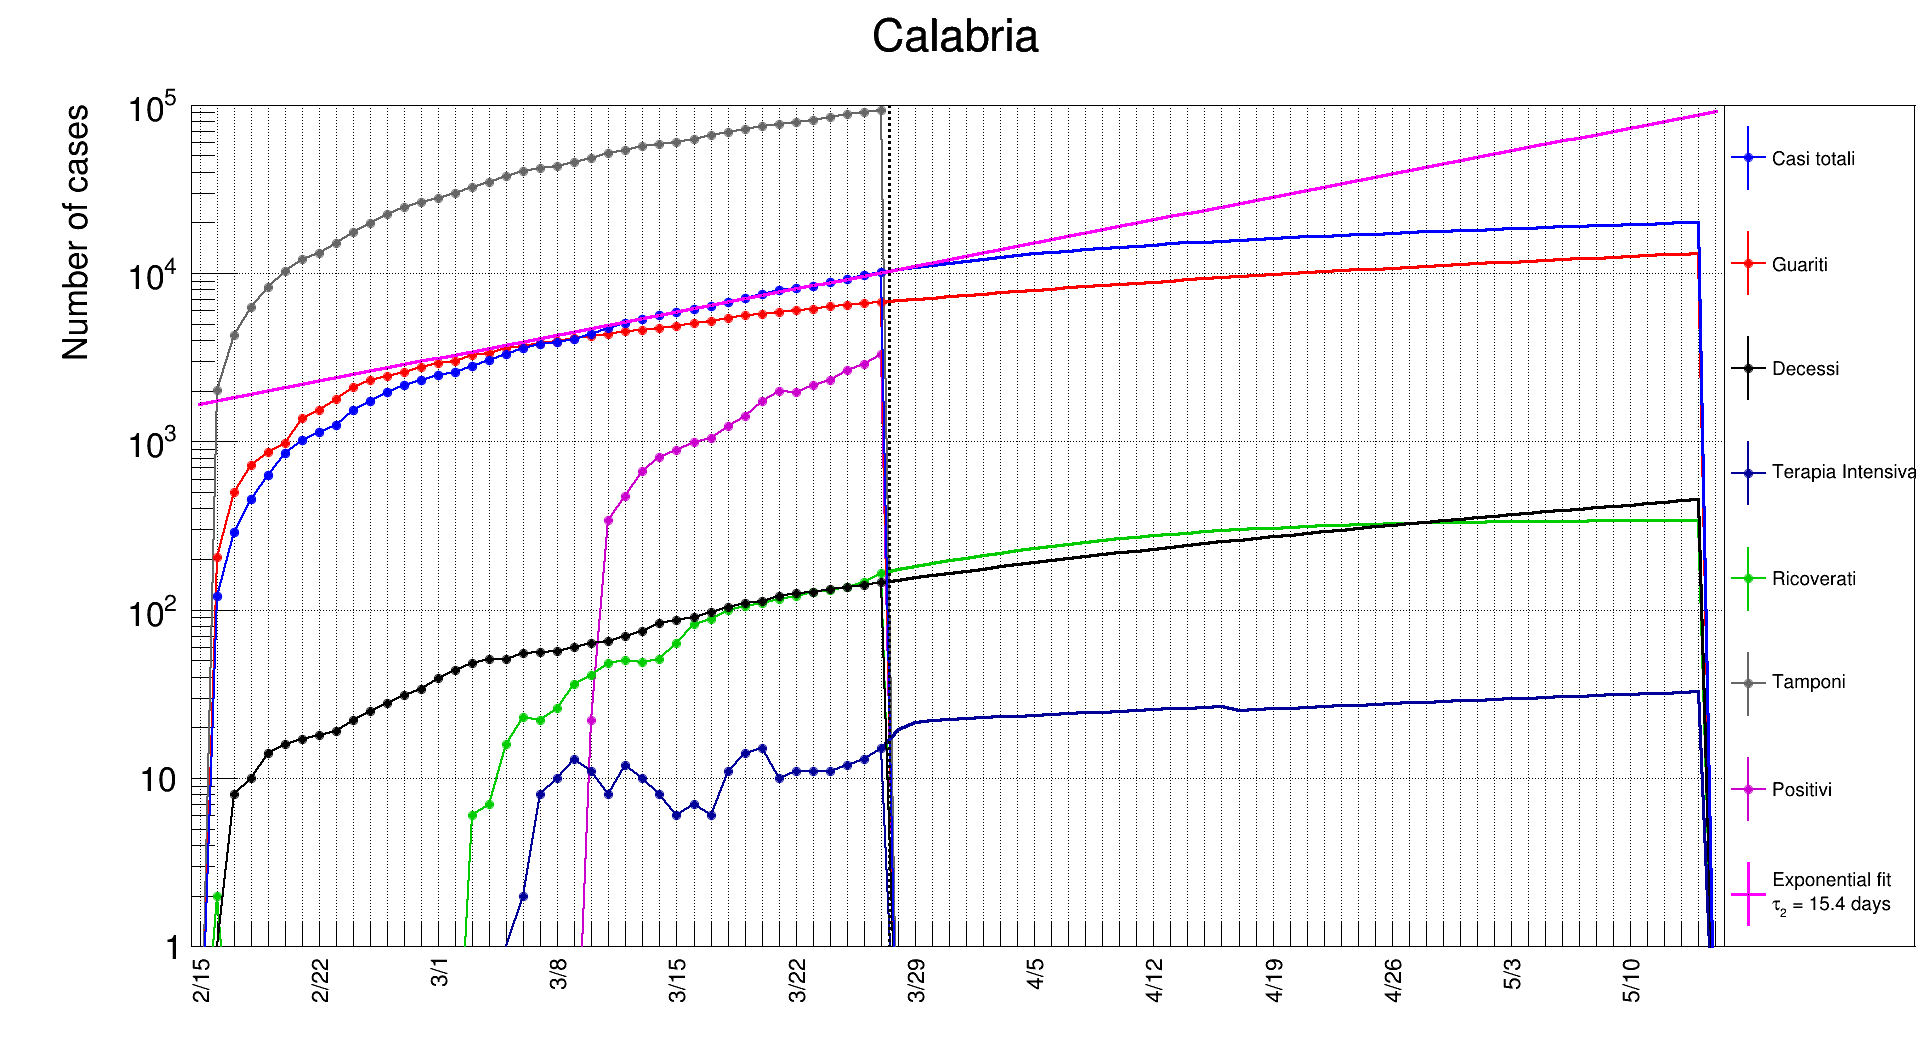 Calabria
Number of cases
10^5
10^4
10^3
10^2
10
1
2/15
2/22
3/1
3/8
3/15
3/22
3/29
4/5
4/12
4/19
4/26
5/3
5/10
Casi totali
Guariti
Decessi
Terapia Intensiva
Ricoverati
Tamponi
Positivi
Exponential fit
τ₂ = 15.4 days